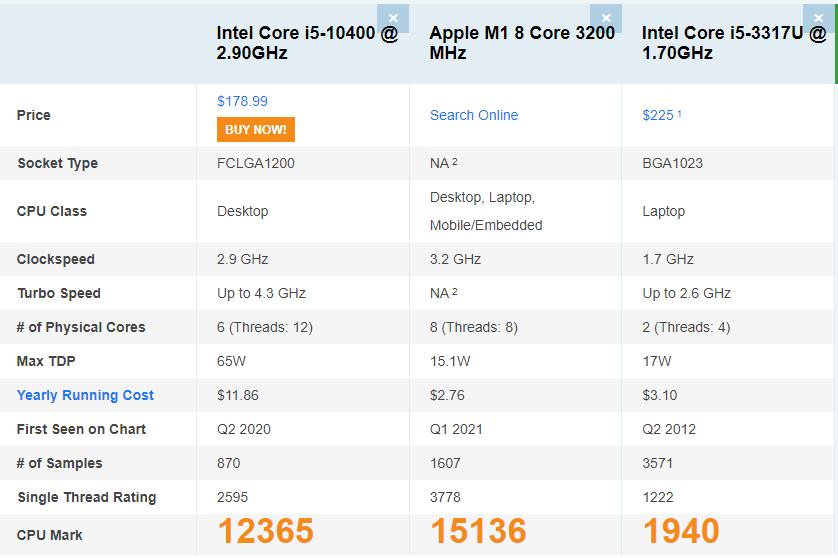 × × ×
Intel Core i5-10400 @ Apple M1 8 Core 3200 Intel Core i5-3317U @
2.90GHz MHz 1.70GHz
Price $178.99 Search Online $225 ¹
BUY NOW!
Socket Type FCLGA1200 NA ² BGA1023
CPU Class Desktop Desktop, Laptop, Laptop
Mobile/Embedded
Clockspeed 2.9 GHz 3.2 GHz 1.7 GHz
Turbo Speed Up to 4.3 GHz NA ² Up to 2.6 GHz
# of Physical Cores 6 (Threads: 12) 8 (Threads: 8) 2 (Threads: 4)
Max TDP 65W 15.1W 17W
Yearly Running Cost $11.86 $2.76 $3.10
First Seen on Chart Q2 2020 Q1 2021 Q2 2012
# of Samples 870 1607 3571
Single Thread Rating 2595 3778 1222
CPU Mark 12365 15136 1940